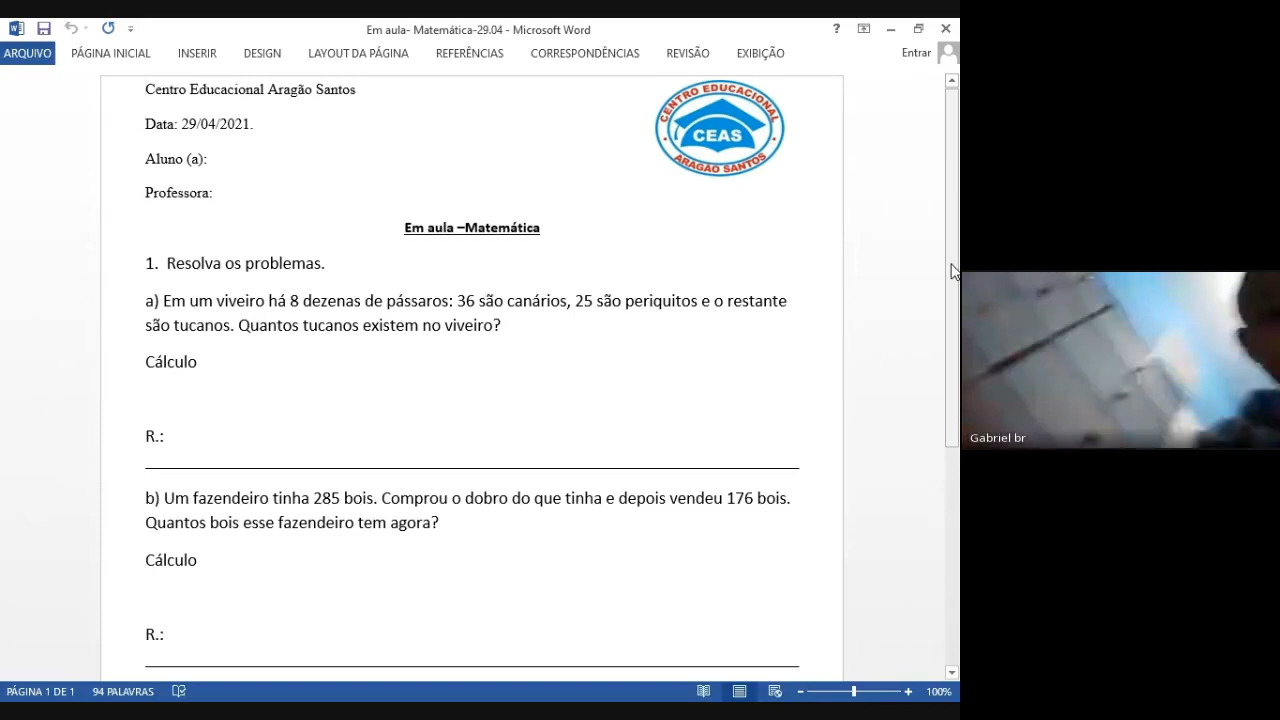 Em aula- Matemática-29.04 - Microsoft Word
?
ARQUIVO PÁGINA INICIAL INSERIR DESIGN LAYOUT DA PÁGINA REFERÊNCIAS CORRESPONDÊNCIAS REVISÃO EXIBIÇÃO Entrar
Centro Educacional Aragão Santos
Data: 29/04/2021.
Aluno (a):
Professora:
CENTRO EDUCACIONAL
CEAS
ARAGÃO SANTOS
Em aula –Matemática
1. Resolva os problemas.
a) Em um viveiro há 8 dezenas de pássaros: 36 são canários, 25 são periquitos e o restante
são tucanos. Quantos tucanos existem no viveiro?
Cálculo
R.:
b) Um fazendeiro tinha 285 bois. Comprou o dobro do que tinha e depois vendeu 176 bois.
Quantos bois esse fazendeiro tem agora?
Cálculo
R.:
Gabriel br
PÁGINA 1 DE 1 94 PALAVRAS 100%